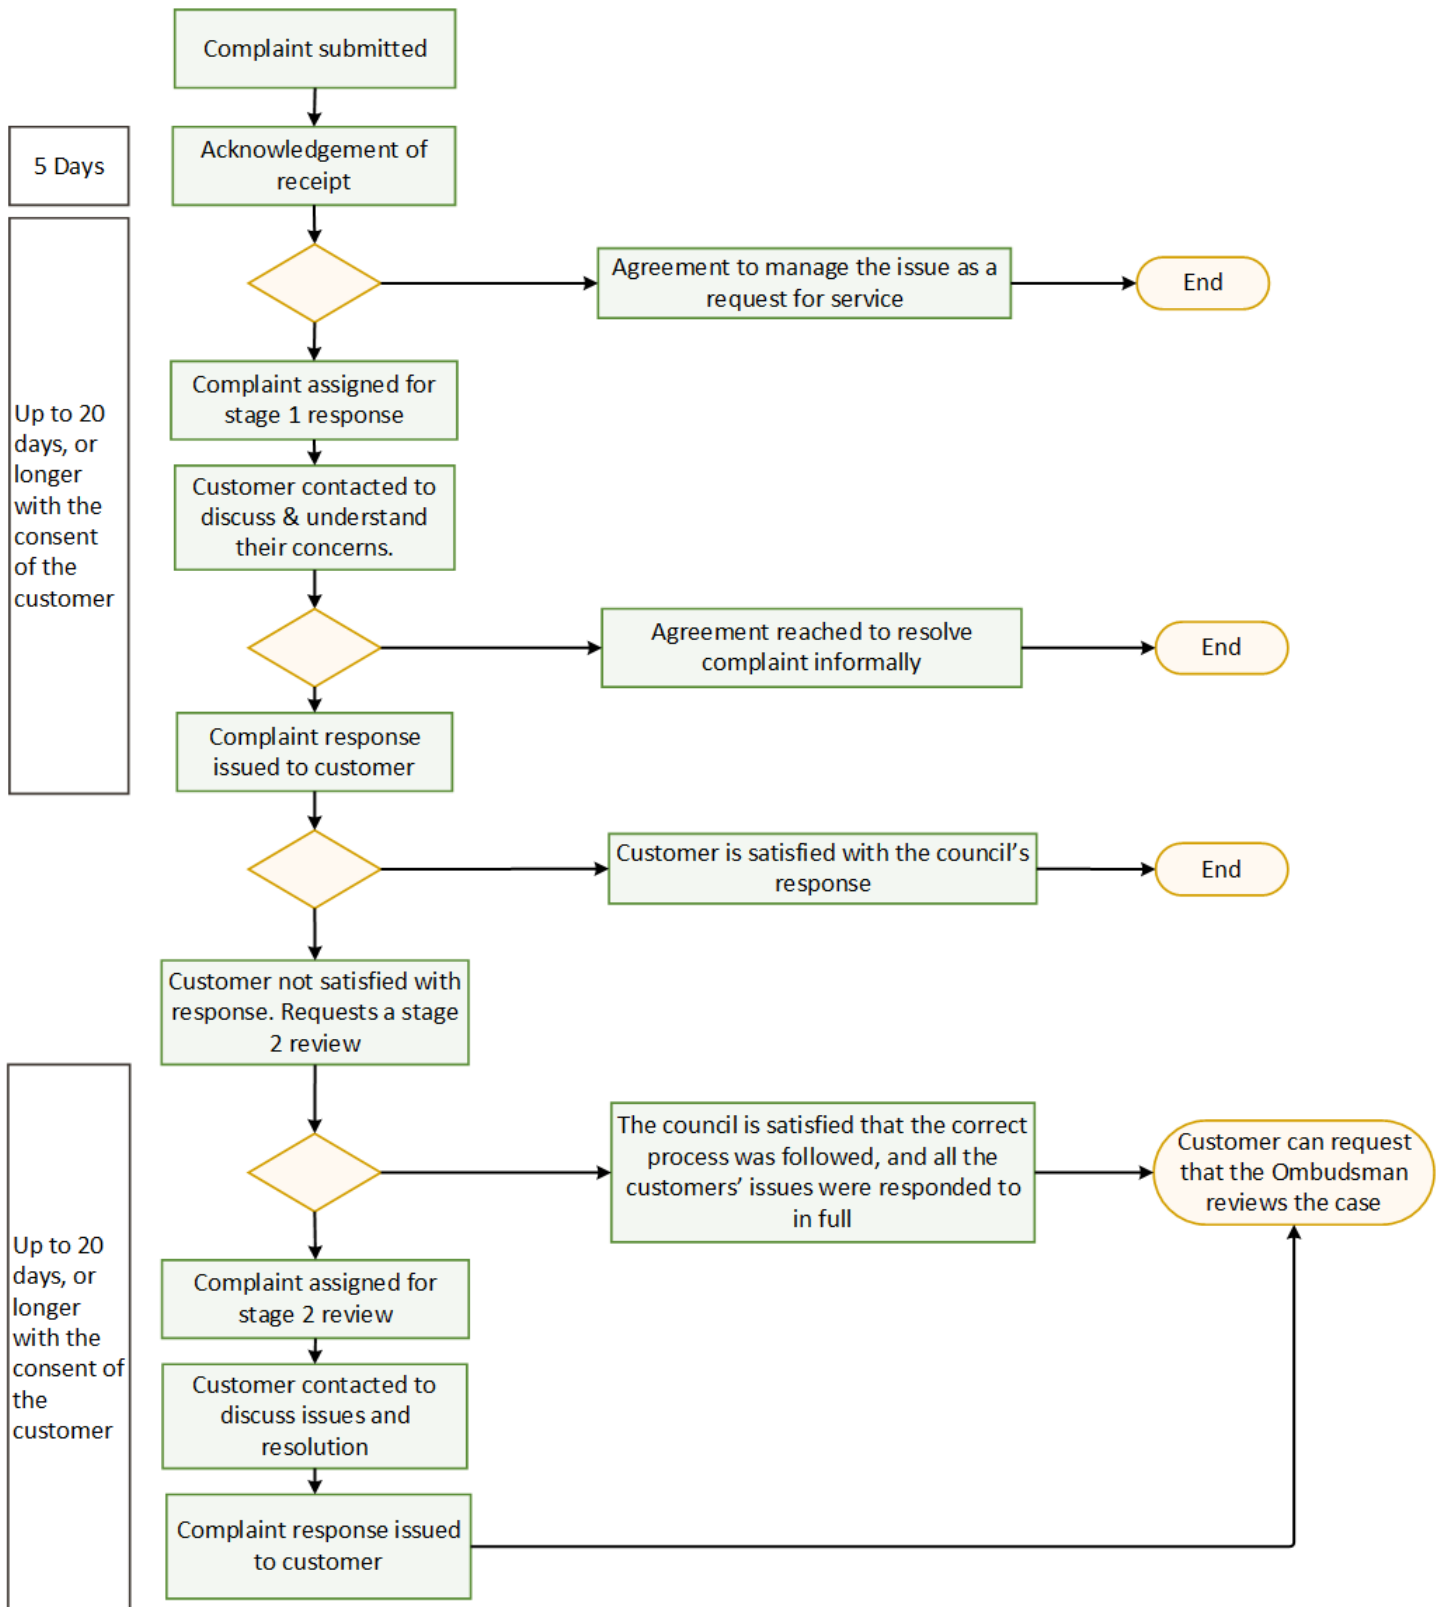 Complaint submitted
5 Days
Acknowledgement of
receipt
Up to 20
days, or
longer
with the
consent
of the
customer
Agreement to manage the issue as a
request for service
End
Complaint assigned for
stage 1 response
Customer contacted to
discuss & understand
their concerns.
Agreement reached to resolve
complaint informally
End
Complaint response
issued to customer
Customer is satisfied with the council’s
response
End
Customer not satisfied with
response. Requests a stage
2 review
Up to 20
days, or
longer
with the
consent of
the
customer
The council is satisfied that the correct
process was followed, and all the
customers’ issues were responded to
in full
Customer can request
that the Ombudsman
reviews the case
Complaint assigned for
stage 2 review
Customer contacted to
discuss issues and
resolution
Complaint response issued
to customer